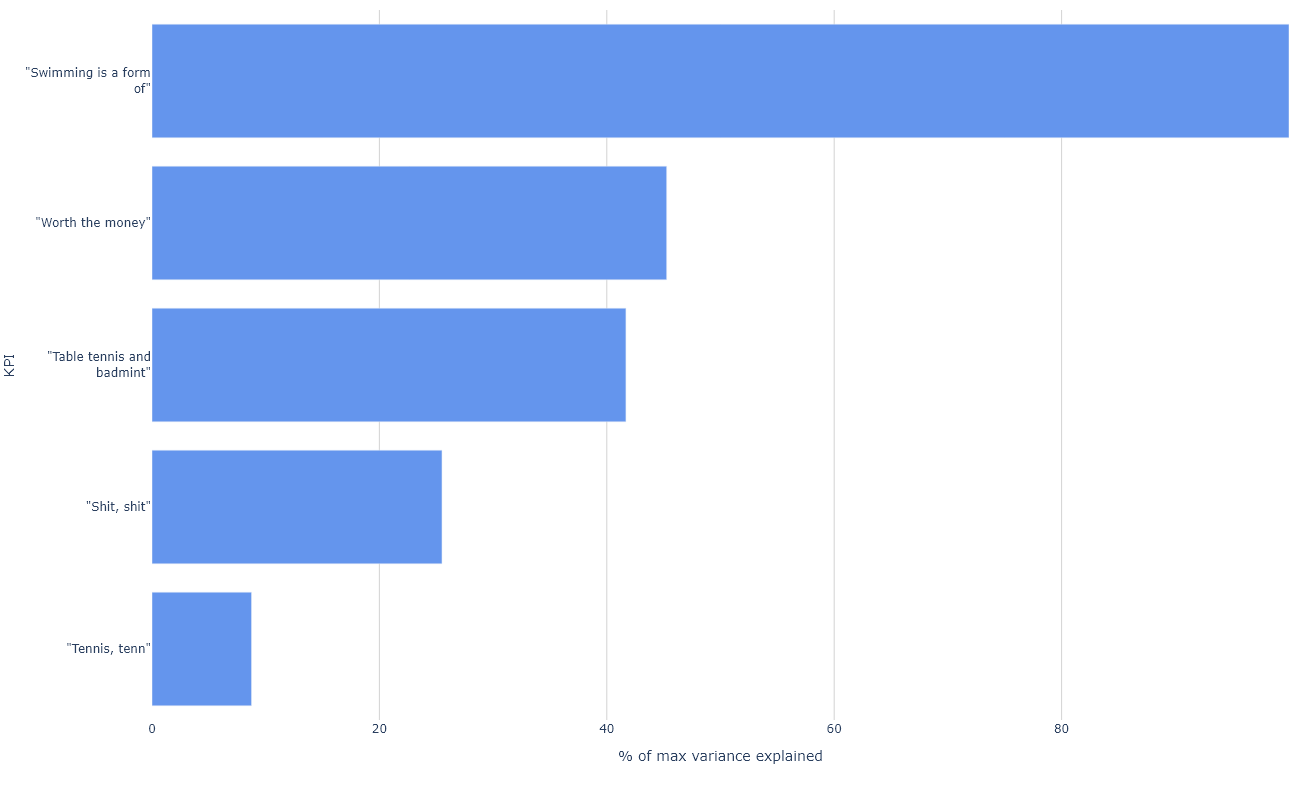 "Swimming is a form
of"
"Worth the money"
"Table tennis and
badmint"
"Shit, shit"
"Tennis, tenn"
KPI
0 20 40 60 80
% of max variance explained